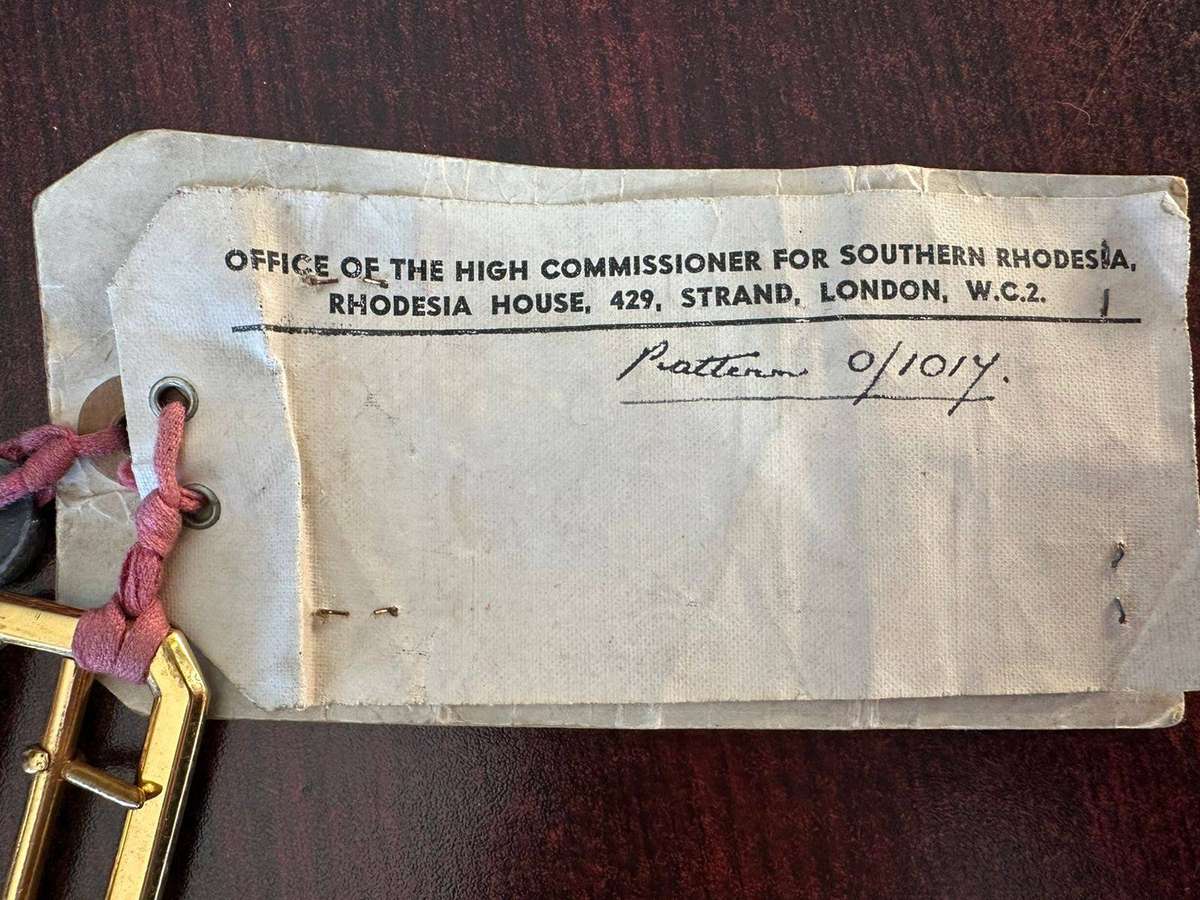 OFFICE OF THE HIGH COMMISSIONER FOR SOUTHERN RHODESIA,
RHODESIA HOUSE, 429, STRAND, LONDON, W.C.2.
Pattern 0/1017.